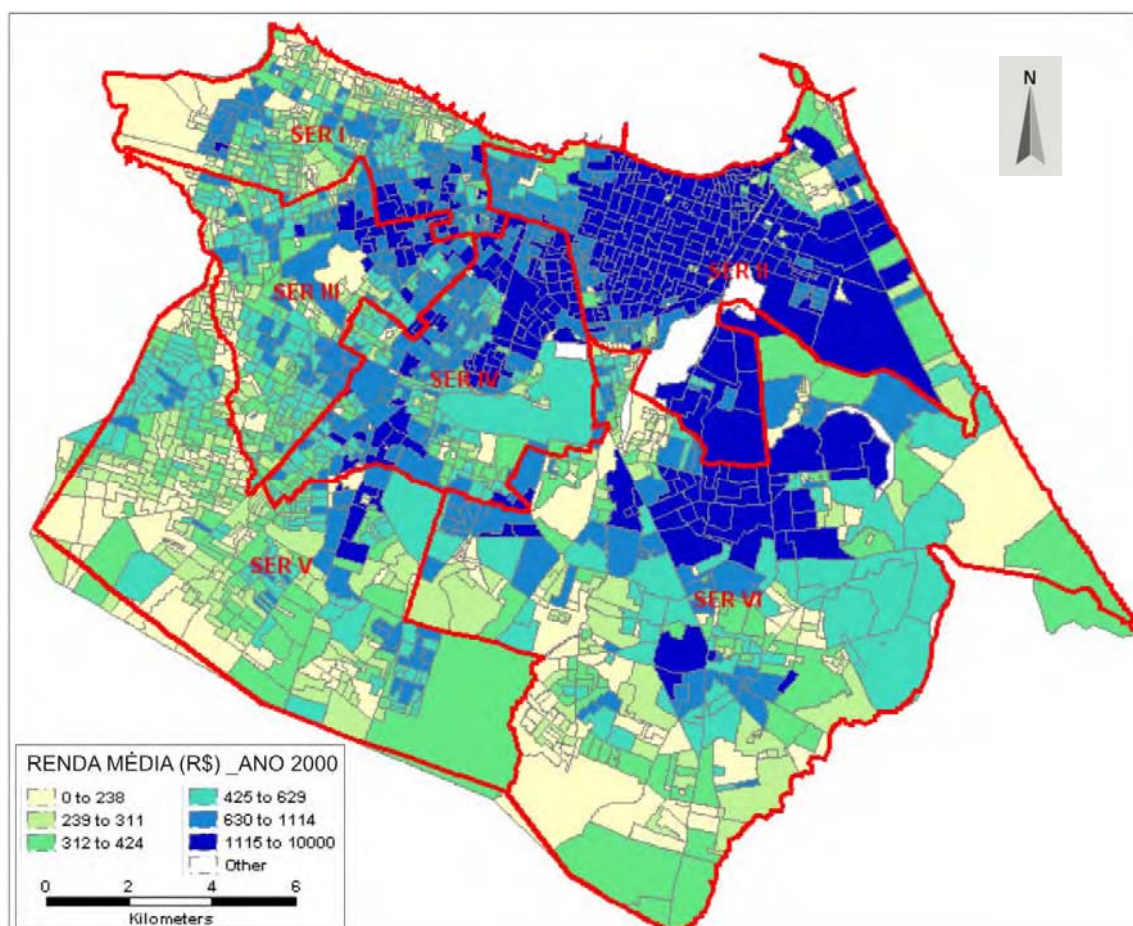 N
SER I
SER II
SER III
SER IV
SER V
SER VI
RENDA MÉDIA (R$) _ANO 2000
0 to 238
239 to 311
312 to 424
425 to 629
630 to 1114
1115 to 10000
Other
0 2 4 6
Kilometers